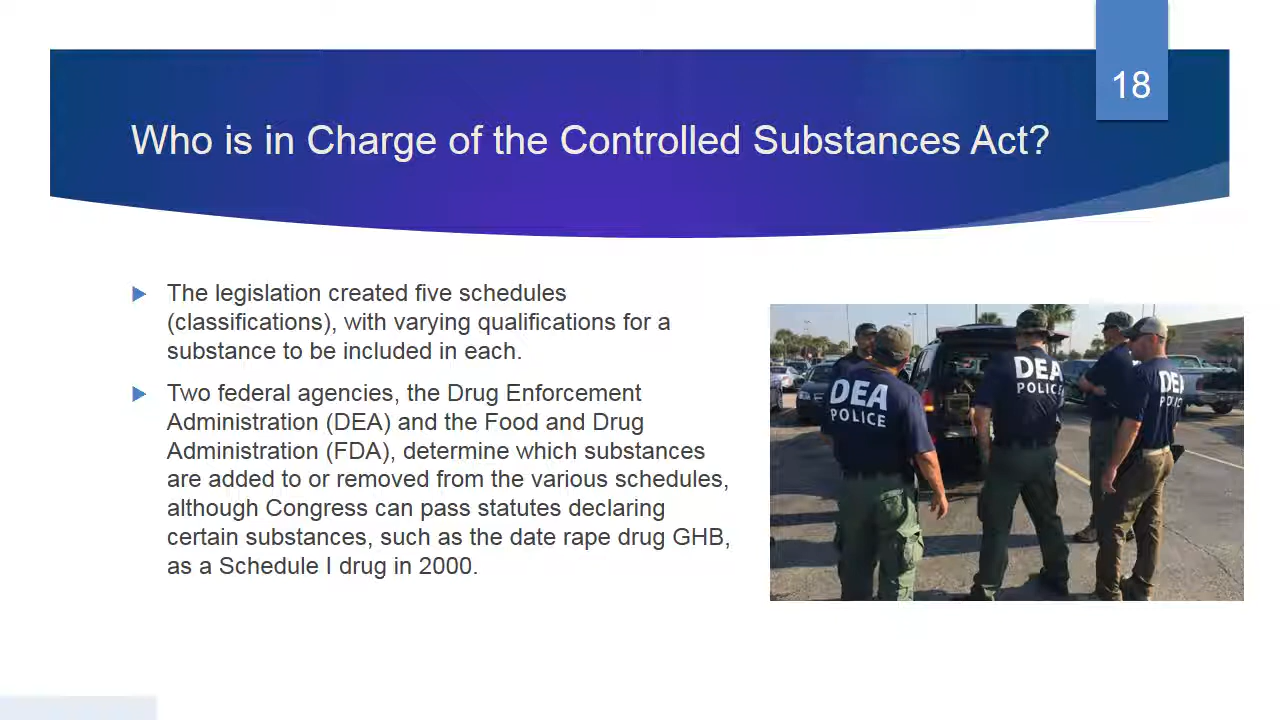 18
Who is in Charge of the Controlled Substances Act?
The legislation created five schedules
(classifications), with varying qualifications for a
substance to be included in each.
Two federal agencies, the Drug Enforcement
Administration (DEA) and the Food and Drug
Administration (FDA), determine which substances
are added to or removed from the various schedules,
although Congress can pass statutes declaring
certain substances, such as the date rape drug GHB,
as a Schedule I drug in 2000.
DEA
POLICE
DEA
POLICE
DEA
POLICE